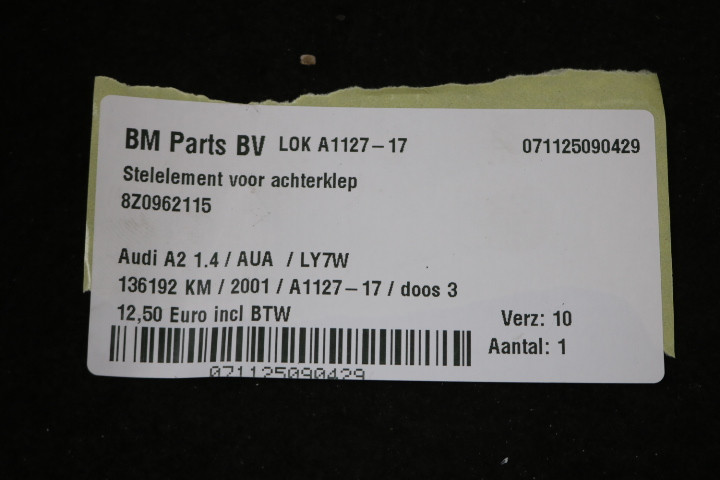 BM Parts BV LOK A1127-17 071125090429
Stelelement voor achterklep
8Z0962115
Audi A2 1.4 / AUA / LY7W
136192 KM / 2001 / A1127-17 / doos 3
12,50 Euro incl BTW Verz: 10
Aantal: 1
071125090429